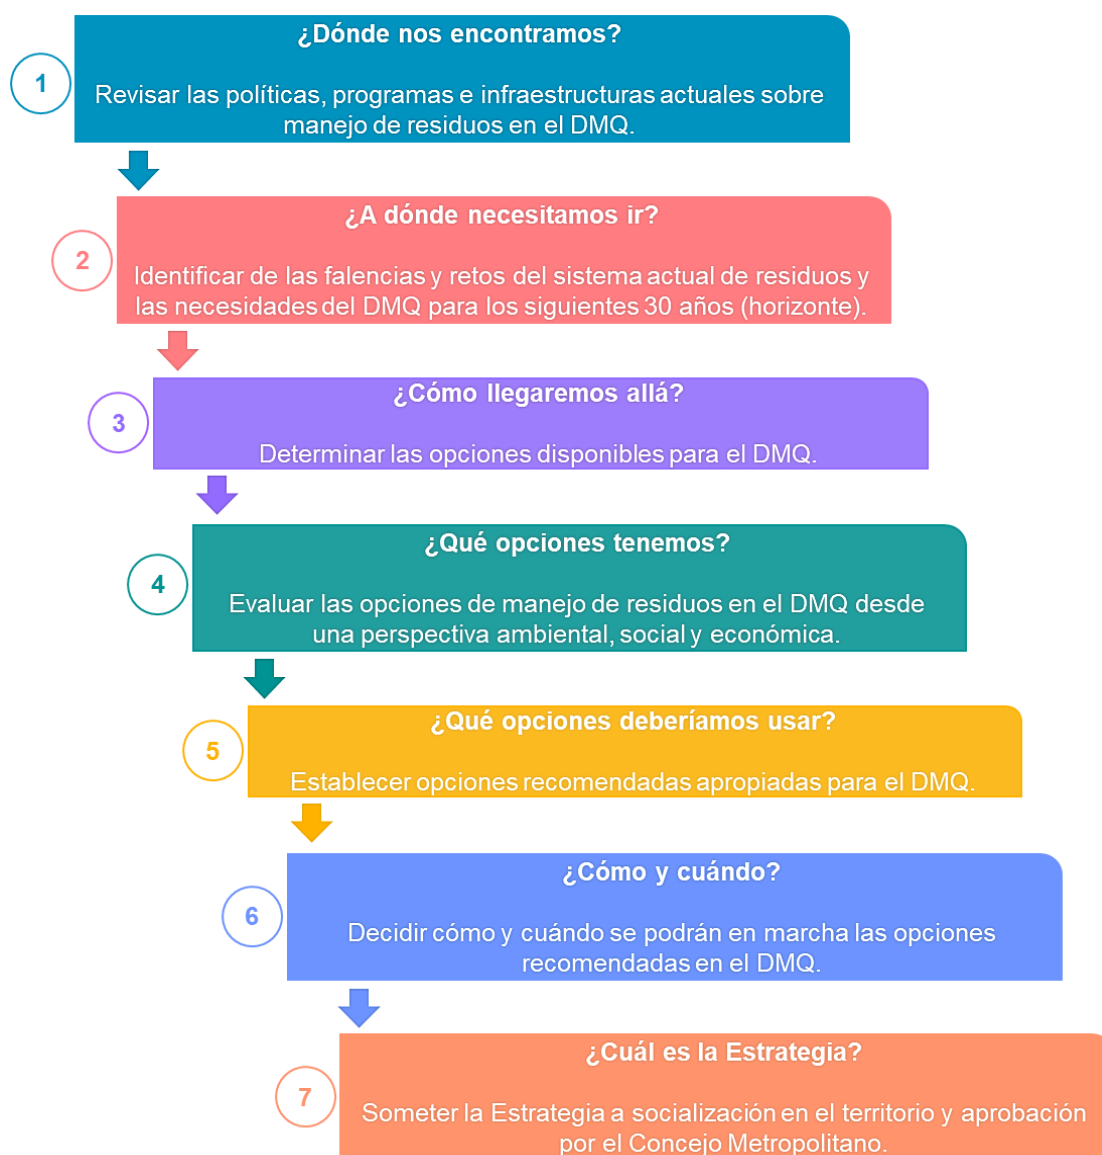 ¿Dónde nos encontramos?
1
Revisar las políticas, programas e infraestructuras actuales sobre
manejo de residuos en el DMQ.
¿A dónde necesitamos ir?
2
Identificar de las falencias y retos del sistema actual de residuos y
las necesidades del DMQ para los siguientes 30 años (horizonte).
¿Cómo llegaremos allá?
3
Determinar las opciones disponibles para el DMQ.
¿Qué opciones tenemos?
4
Evaluar las opciones de manejo de residuos en el DMQ desde
una perspectiva ambiental, social y económica.
¿Qué opciones deberíamos usar?
5
Establecer opciones recomendadas apropiadas para el DMQ.
¿Cómo y cuándo?
6
Decidir cómo y cuándo se podrán en marcha las opciones
recomendadas en el DMQ.
¿Cuál es la Estrategia?
7
Someter la Estrategia a socialización en el territorio y aprobación
por el Concejo Metropolitano.